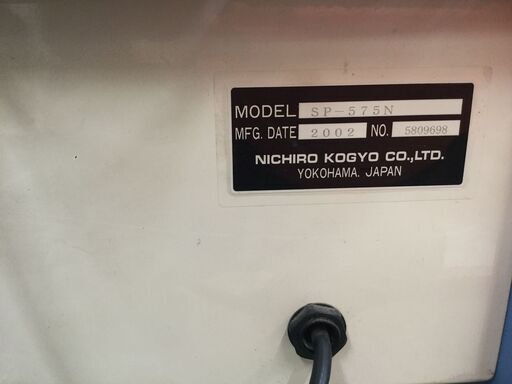 MODEL SP-575N
MFG. DATE 2002 NO. 5809698
NICHIRO KOGYO CO.,LTD.
YOKOHAMA. JAPAN